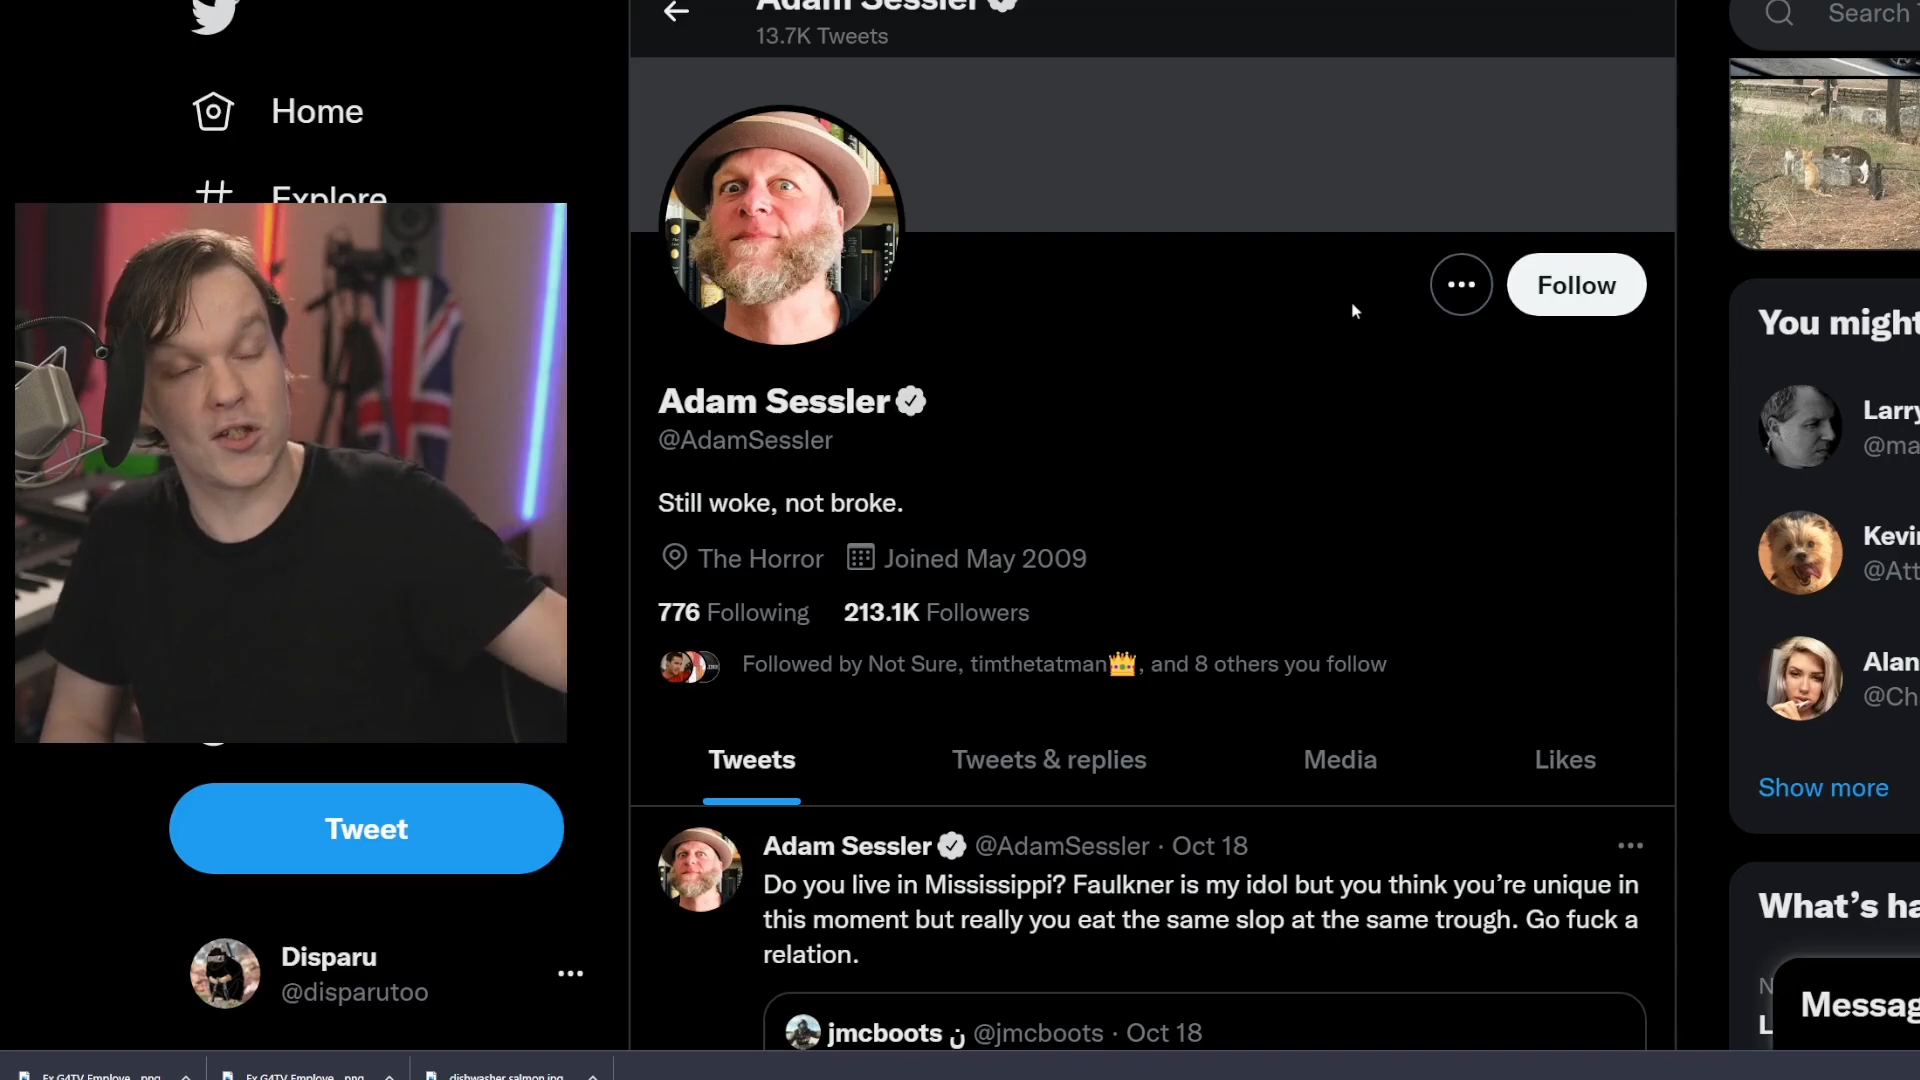 Adam Sessler
13.7K Tweets
Search
Home
Explore
Follow
You might
Adam Sessler
@AdamSessler
Larry
@ma
Still woke, not broke.
The Horror Joined May 2009
Kevin
@Att
776 Following 213.1K Followers
Followed by Not Sure, timthetatman👑, and 8 others you follow
Alan
@Ch
Tweets Tweets & replies Media Likes
Show more
Tweet
Adam Sessler @AdamSessler · Oct 18
Do you live in Mississippi? Faulkner is my idol but you think you’re unique in
this moment but really you eat the same slop at the same trough. Go fuck a
relation.
What’s ha
Disparu
@disparutoo
N
L
Messag
jmcboots ن @jmcboots · Oct 18
Ex G4TV Employe....png
Ex G4TV Employe....png
dishwasher salmon.jpg